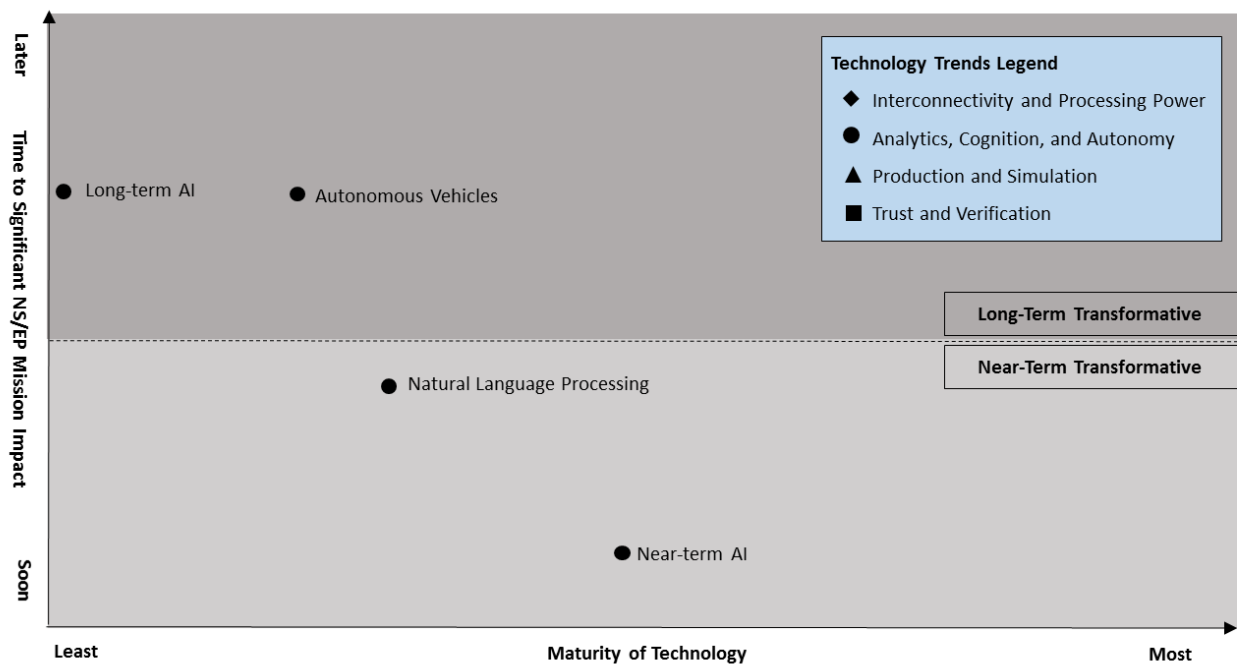 Later
Time to Significant NS/EP Mission Impact
Soon
Technology Trends Legend
Interconnectivity and Processing Power
Analytics, Cognition, and Autonomy
Production and Simulation
Trust and Verification
Long-term AI
Autonomous Vehicles
Long-Term Transformative
Near-Term Transformative
Natural Language Processing
Near-term AI
Least
Maturity of Technology
Most